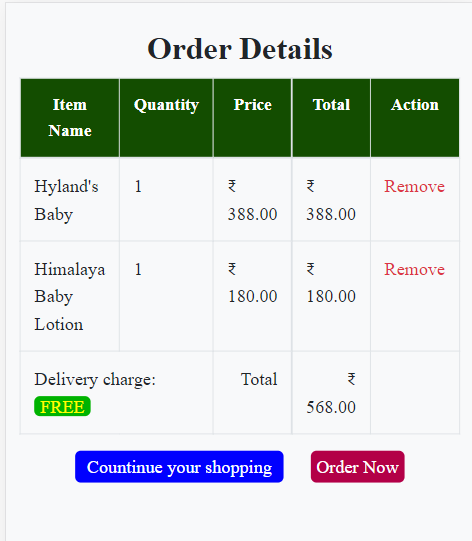 Order Details
Item Name Quantity Price Total Action
Hyland's Baby 1 ₹ 388.00 ₹ 388.00 Remove
Himalaya Baby Lotion 1 ₹ 180.00 ₹ 180.00 Remove
Delivery charge: FREE Total ₹ 568.00
Countinue your shopping Order Now